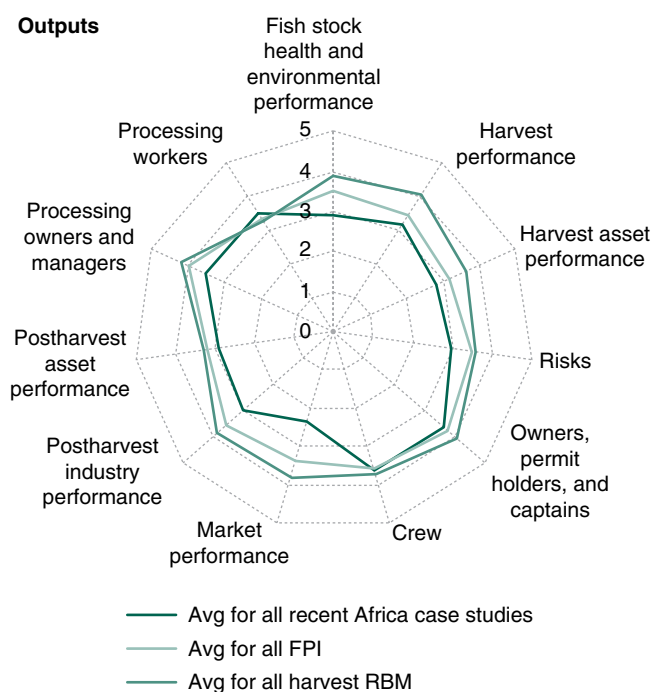 Outputs
Fish stock
health and
environmental
performance
Harvest
performance
Harvest asset
performance
Risks
Owners,
permit
holders, and
captains
Crew
Market
performance
Postharvest
industry
performance
Postharvest
asset
performance
Processing
owners and
managers
Processing
workers
5
4
3
2
1
0
Avg for all recent Africa case studies
Avg for all FPI
Avg for all harvest RBM